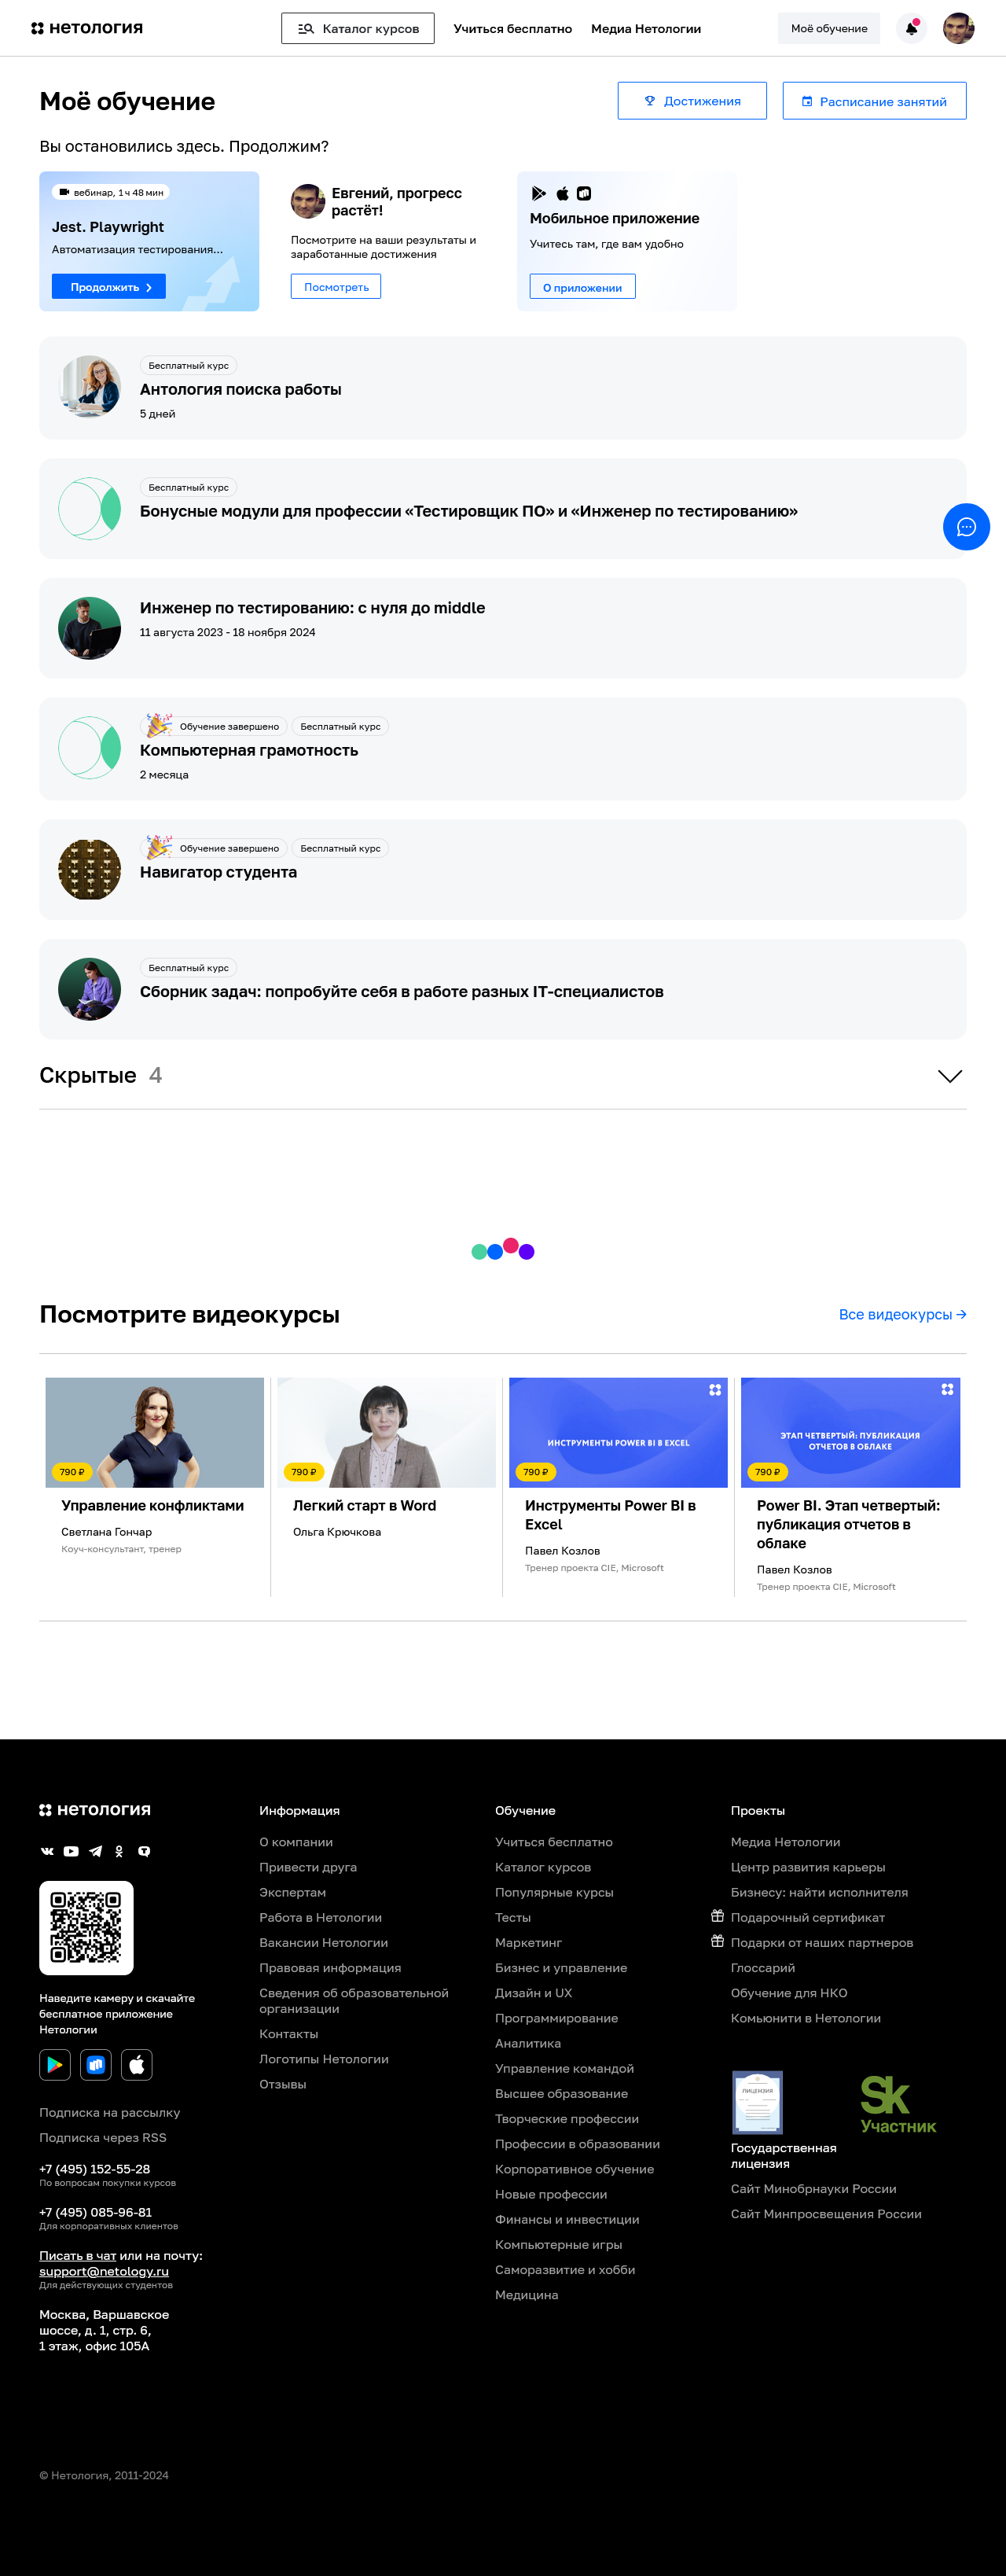 нетология
Каталог курсов
Учиться бесплатно
Медиа Нетологии
Моё обучение
Моё обучение
Достижения
Расписание занятий
Вы остановились здесь. Продолжим?
вебинар, 1 ч 48 мин
Jest. Playwright
Автоматизация тестирования...
Продолжить
Евгений, прогресс
растёт!
Посмотрите на ваши результаты и
заработанные достижения
Посмотреть
Мобильное приложение
Учитесь там, где вам удобно
О приложении
Бесплатный курс
Антология поиска работы
5 дней
Бесплатный курс
Бонусные модули для профессии «Тестировщик ПО» и «Инженер по тестированию»
Инженер по тестированию: с нуля до middle
11 августа 2023 - 18 ноября 2024
Обучение завершено
Бесплатный курс
Компьютерная грамотность
2 месяца
Обучение завершено
Бесплатный курс
Навигатор студента
Бесплатный курс
Сборник задач: попробуйте себя в работе разных IT-специалистов
Скрытые 4
Посмотрите видеокурсы
Все видеокурсы →
790 ₽
Управление конфликтами
Светлана Гончар
Коуч-консультант, тренер
790 ₽
Легкий старт в Word
Ольга Крючкова
ИНСТРУМЕНТЫ POWER BI В EXCEL
790 ₽
Инструменты Power BI в
Excel
Павел Козлов
Тренер проекта CIE, Microsoft
ЭТАП ЧЕТВЕРТЫЙ: ПУБЛИКАЦИЯ
ОТЧЕТОВ В ОБЛАКЕ
790 ₽
Power BI. Этап четвертый:
публикация отчетов в
облаке
Павел Козлов
Тренер проекта CIE, Microsoft
нетология
Наведите камеру и скачайте
бесплатное приложение
Нетологии
Подписка на рассылку
Подписка через RSS
+7 (495) 152-55-28
По вопросам покупки курсов
+7 (495) 085-96-81
Для корпоративных клиентов
Писать в чат или на почту:
support@netology.ru
Для действующих студентов
Москва, Варшавское
шоссе, д. 1, стр. 6,
1 этаж, офис 105А
Информация
О компании
Привести друга
Экспертам
Работа в Нетологии
Вакансии Нетологии
Правовая информация
Сведения об образовательной
организации
Контакты
Логотипы Нетологии
Отзывы
Обучение
Учиться бесплатно
Каталог курсов
Популярные курсы
Тесты
Маркетинг
Бизнес и управление
Дизайн и UX
Программирование
Аналитика
Управление командой
Высшее образование
Творческие профессии
Профессии в образовании
Корпоративное обучение
Новые профессии
Финансы и инвестиции
Компьютерные игры
Саморазвитие и хобби
Медицина
Проекты
Медиа Нетологии
Центр развития карьеры
Бизнесу: найти исполнителя
Подарочный сертификат
Подарки от наших партнеров
Глоссарий
Обучение для НКО
Комьюнити в Нетологии
ЛИЦЕНЗИЯ
Sk
Участник
Государственная
лицензия
Сайт Минобрнауки России
Сайт Минпросвещения России
© Нетология, 2011-2024